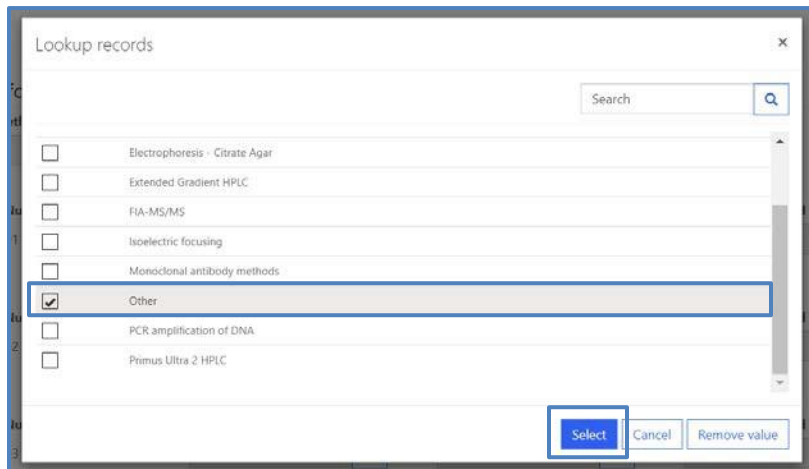 Lookup records ×
Search
Electrophoresis - Citrate Agar
Extended Gradient HPLC
FIA-MS/MS
Isoelectric focusing
Monoclonal antibody methods
Other
PCR amplification of DNA
Primus Ultra 2 HPLC
Select Cancel Remove value